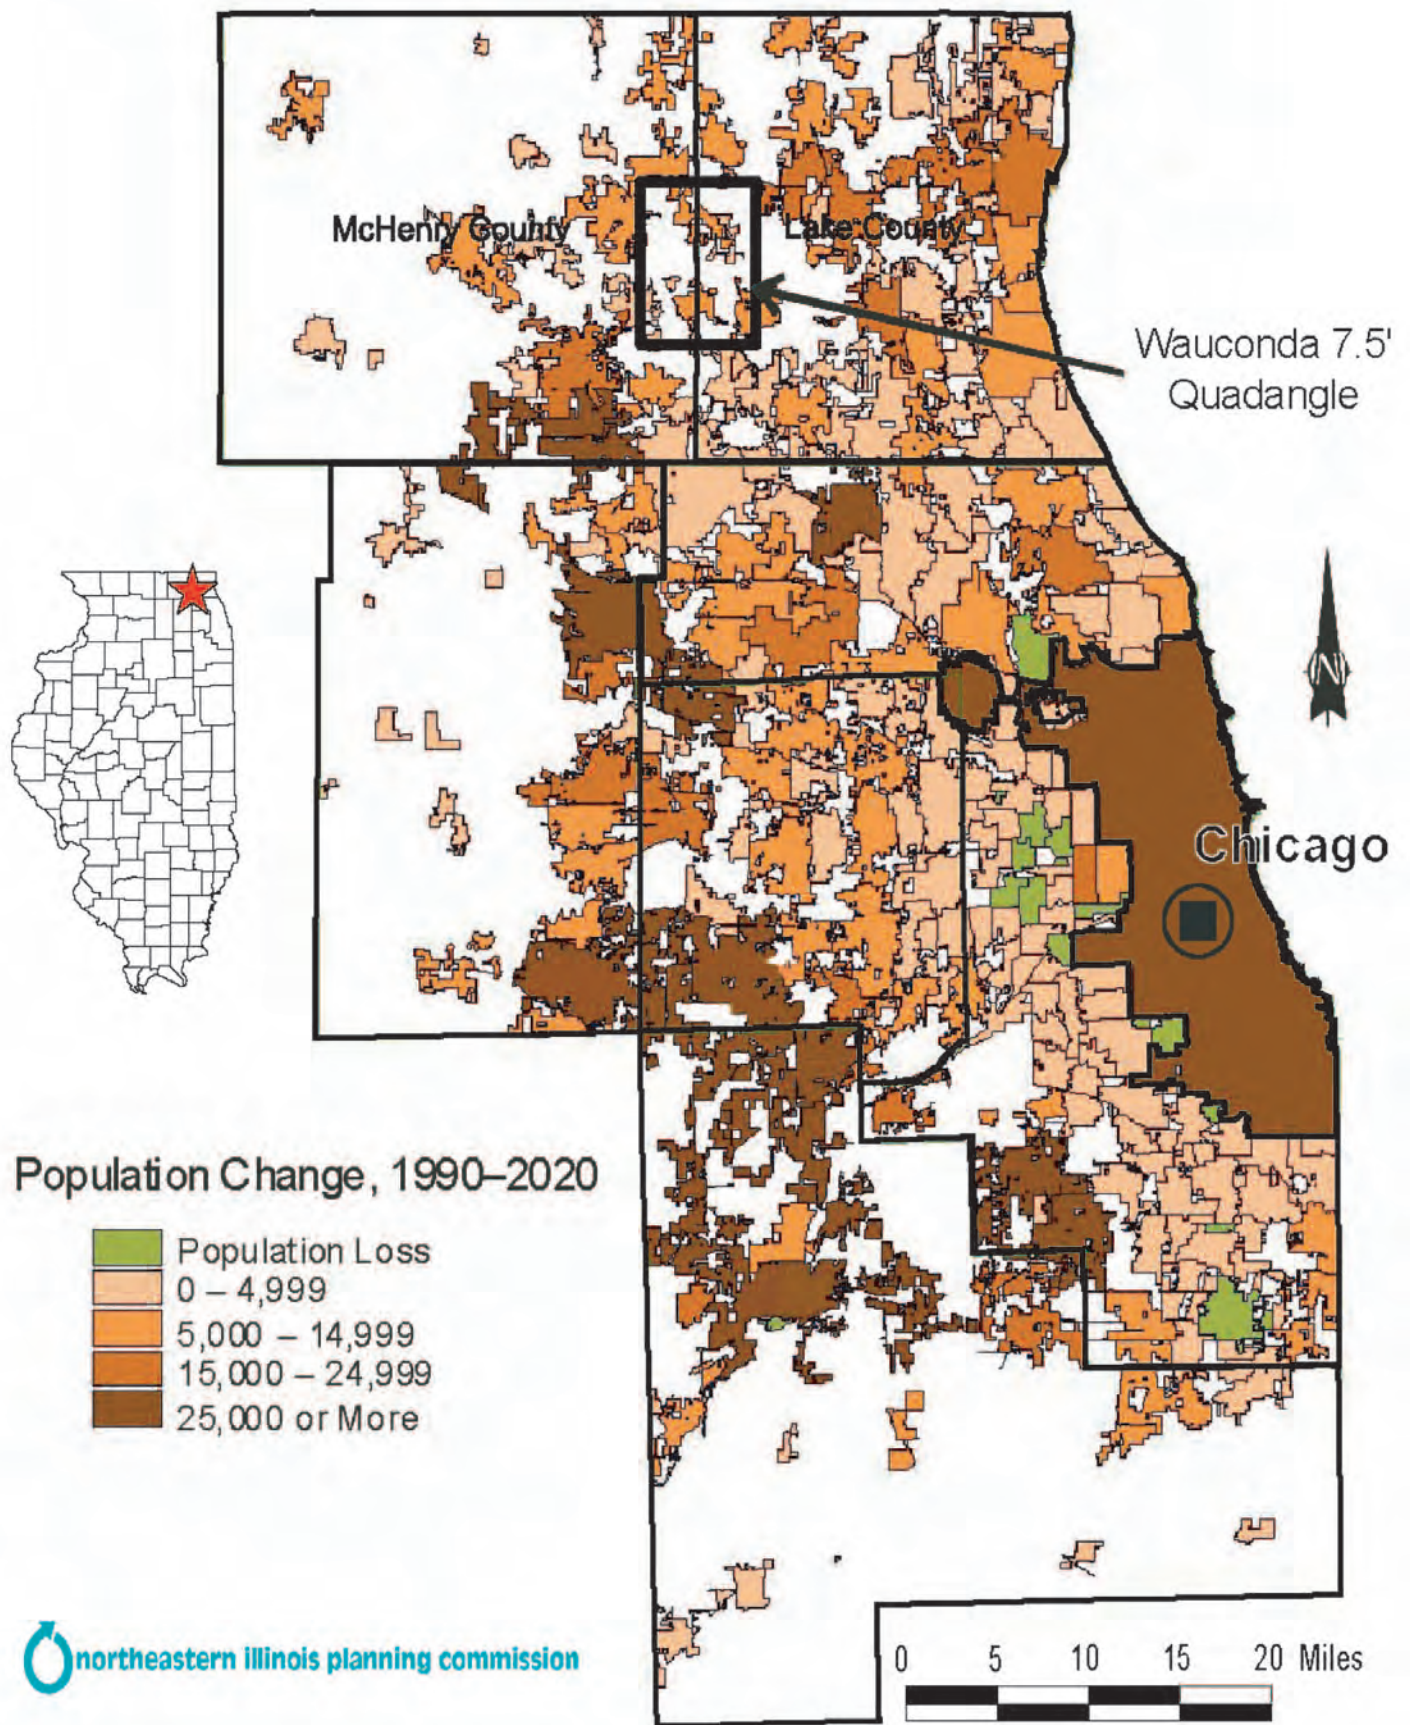 McHenry County
Lake County
Wauconda 7.5'
Quadangle
N
Chicago
Population Change, 1990–2020
Population Loss
0 – 4,999
5,000 – 14,999
15,000 – 24,999
25,000 or More
northeastern illinois planning commission
0 5 10 15 20 Miles